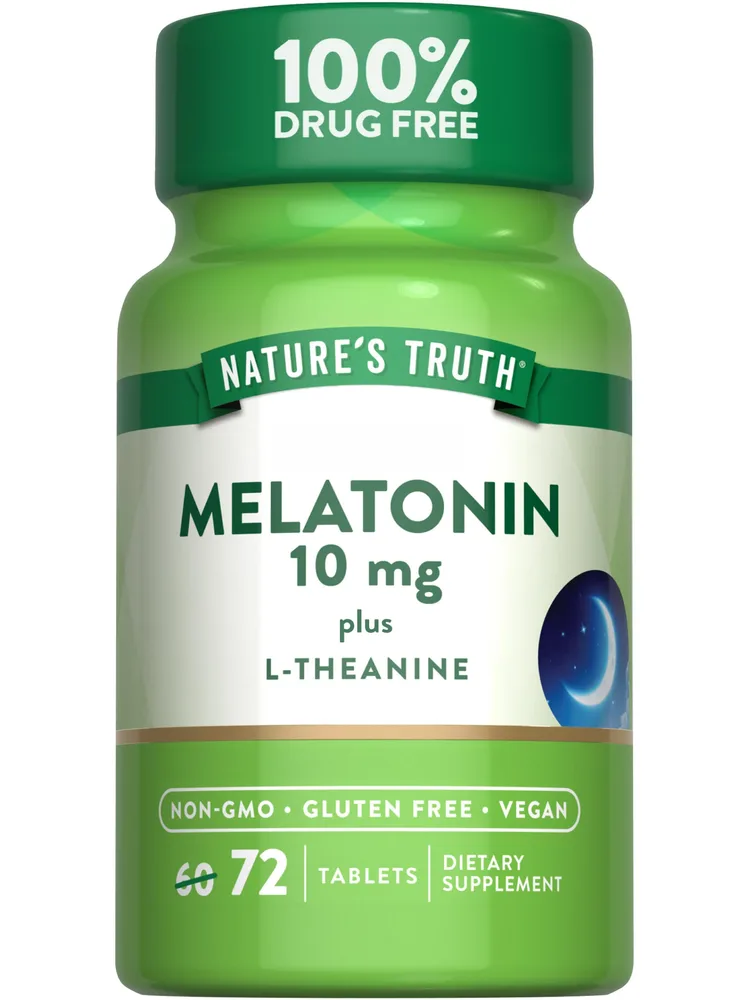 100%
DRUG FREE
NATURE'S TRUTH®
MELATONIN
10 mg
plus
L-THEANINE
NON-GMO • GLUTEN FREE • VEGAN
60 72 TABLETS DIETARY SUPPLEMENT